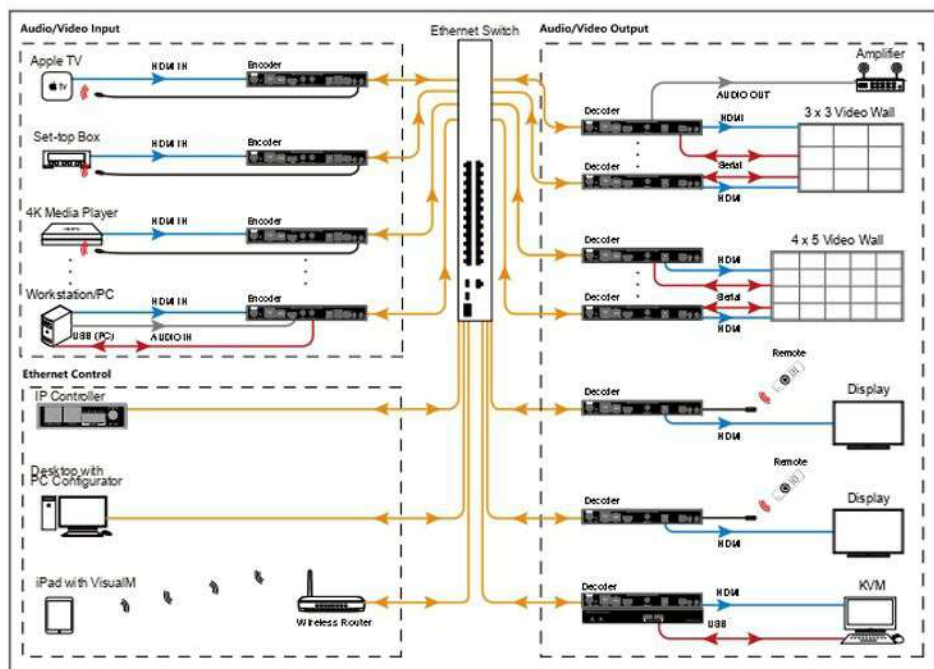 Audio/Video Input
Ethernet Switch
Audio/Video Output
Apple TV
HDMI IN
Encoder
tv
Amplifier
AUDIO OUT
Decoder
HDMI
3 x 3 Video Wall
Set-top Box
HDMI IN
Encoder
Decoder
Serial
HDMI
4K Media Player
HDMI IN
Encoder
Decoder
HDMI
4 x 5 Video Wall
Workstation/PC
HDMI IN
Encoder
Decoder
Serial
HDMI
USB (PC)
AUDIO IN
Ethernet Control
IP Controller
Decoder
Remote
HDMI
Display
Desktop with
PC Configurator
Decoder
Remote
HDMI
Display
iPad with VisualM
Wireless Router
Decoder
HDMI
USB
KVM